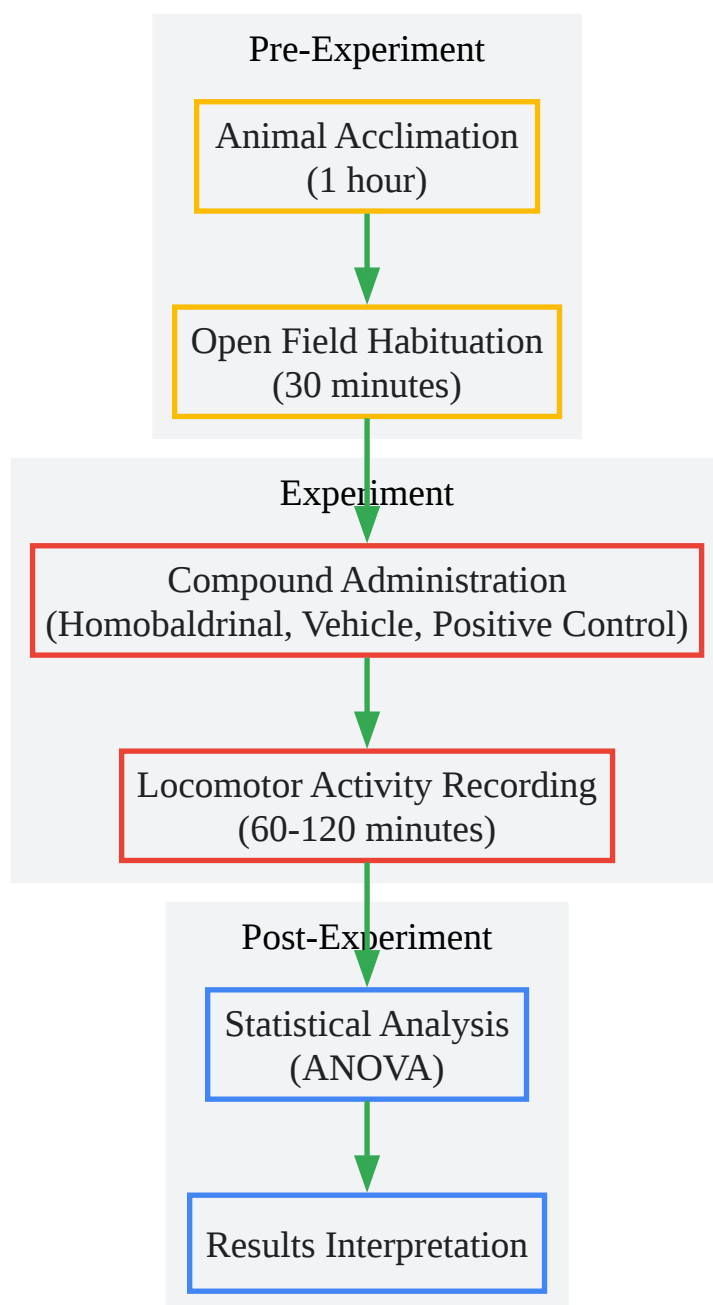 Pre-Experiment
Animal Acclimation
(1 hour)
Open Field Habituation
(30 minutes)
Experiment
Compound Administration
(Homobaldrinal, Vehicle, Positive Control)
Locomotor Activity Recording
(60-120 minutes)
Post-Experiment
Statistical Analysis
(ANOVA)
Results Interpretation